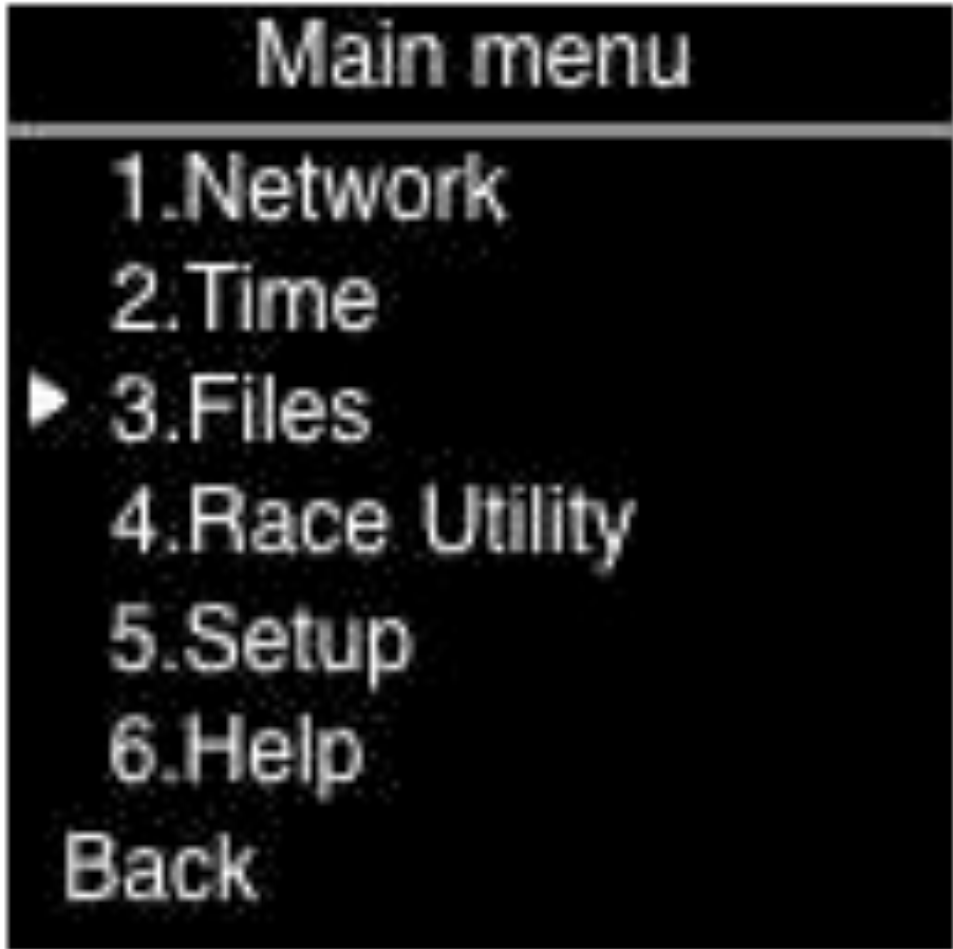 Main menu
1.Network
2.Time
3.Files
4.Race Utility
5.Setup
6.Help
Back